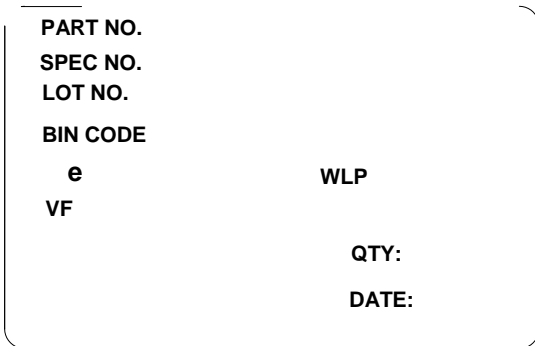 PART NO.
SPEC NO.
LOT NO.
BIN CODE
e WLP
VF
QTY:
DATE: